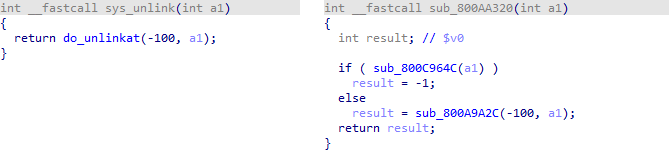 int __fastcall sys_unlink(int a1)
{
  return do_unlinkat(-100, a1);
}
int __fastcall sub_800AA320(int a1)
{
  int result; // $v0
  if ( sub_800C964C(a1) )
    result = -1;
  else
    result = sub_800A9A2C(-100, a1);
  return result;
}